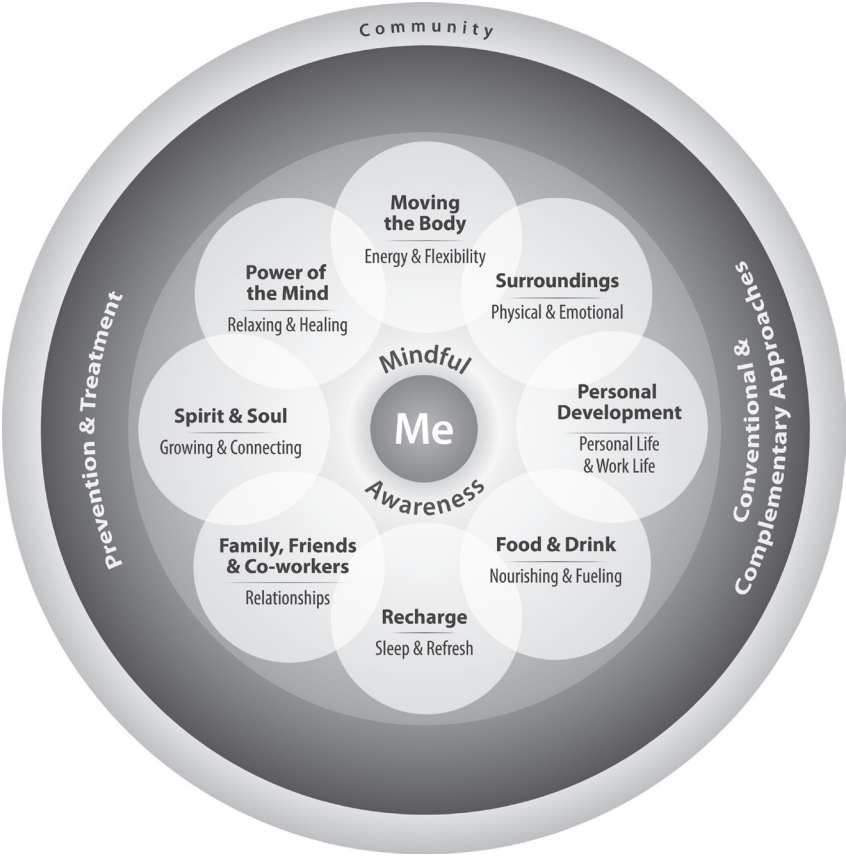 Community
Moving
the Body
Energy & Flexibility
Surroundings
Physical & Emotional
Personal
Development
Personal Life
& Work Life
Food & Drink
Nourishing & Fueling
Recharge
Sleep & Refresh
Family, Friends
& Co-workers
Relationships
Spirit & Soul
Growing & Connecting
Power of
the Mind
Relaxing & Healing
Mindful
Me
Awareness
Prevention & Treatment
Conventional &
Complementary Approaches